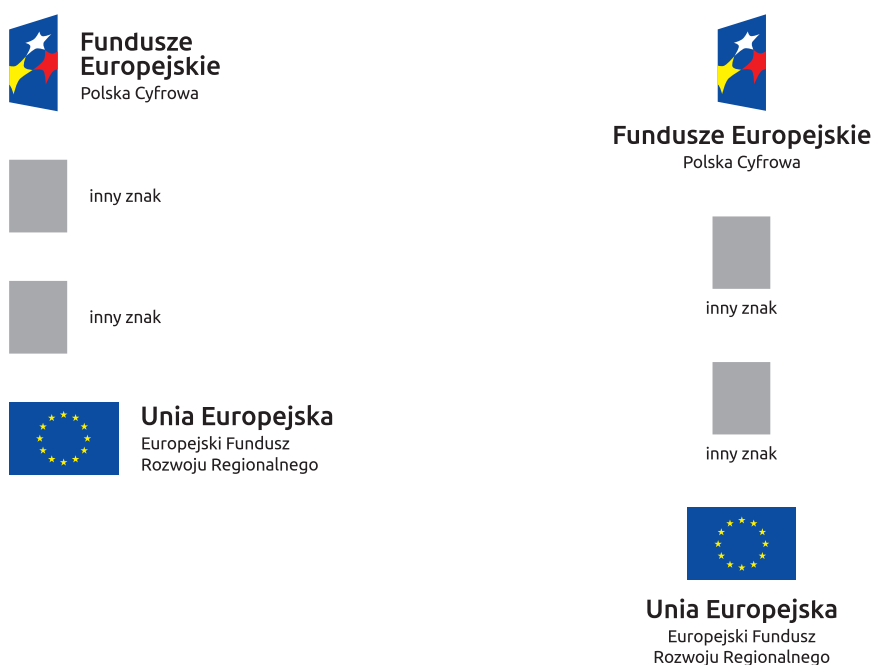 Fundusze
Europejskie
Polska Cyfrowa
inny znak
inny znak
Unia Europejska
Europejski Fundusz
Rozwoju Regionalnego
Fundusze Europejskie
Polska Cyfrowa
inny znak
inny znak
Unia Europejska
Europejski Fundusz
Rozwoju Regionalnego